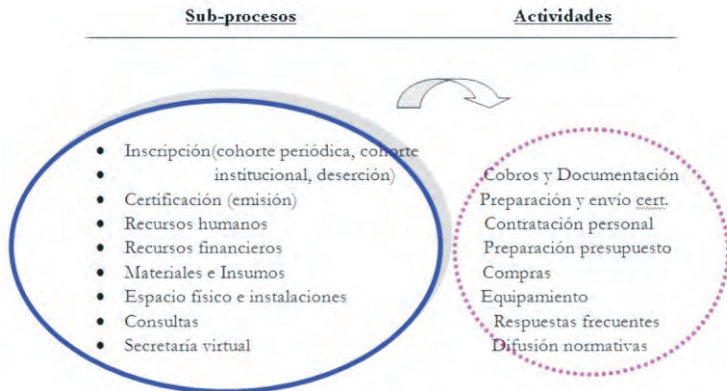 Sub-procesos Actividades
• Inscripción(cohorte periódica, cohorte
• institucional, deserción) Cobros y Documentación
• Certificación (emisión) Preparación y envío cert.
• Recursos humanos Contratación personal
• Recursos financieros Preparación presupuesto
• Materiales e Insumos Compras
• Espacio físico e instalaciones Equipamiento
• Consultas Respuestas frecuentes
• Secretaría virtual Difusión normativas